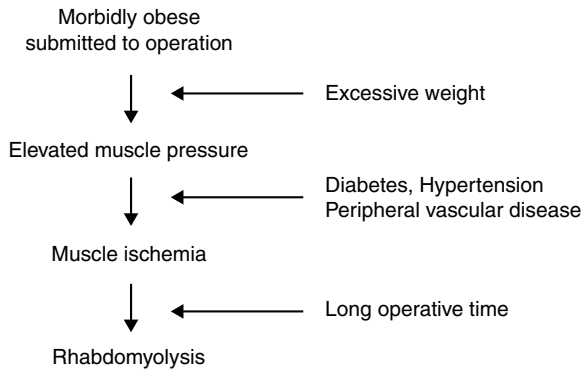 Morbidly obese
submitted to operation
Excessive weight
Elevated muscle pressure
Diabetes, Hypertension
Peripheral vascular disease
Muscle ischemia
Long operative time
Rhabdomyolysis